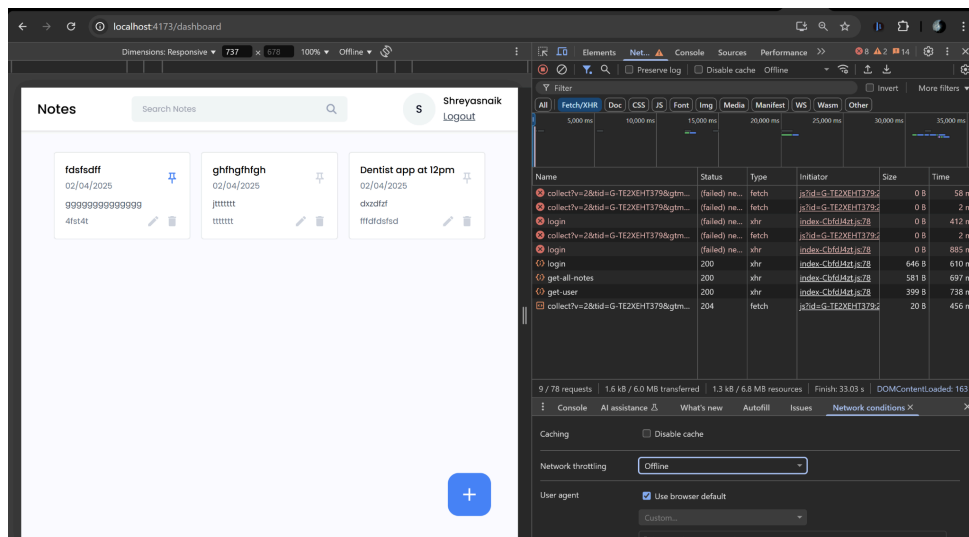 localhost:4173/dashboard
Dimensions: Responsive 737 × 678 100% Offline
Elements Net... Console Sources Performance 8 2 14
Preserve log Disable cache Offline
Filter Invert More filters
All Fetch/XHR Doc CSS JS Font Img Media Manifest WS Wasm Other
5,000 ms 10,000 ms 15,000 ms 20,000 ms 25,000 ms 30,000 ms 35,000 ms
Name Status Type Initiator Size Time
collect?v=2&tid=G-TE2XEHT379&gtm... (failed) ne... fetch js?id=G-TE2XEHT379:2 0 B 58 m
collect?v=2&tid=G-TE2XEHT379&gtm... (failed) ne... fetch js?id=G-TE2XEHT379:2 0 B 2 m
login (failed) ne... xhr index-CbfdJ4zt.js:78 0 B 412 m
collect?v=2&tid=G-TE2XEHT379&gtm... (failed) ne... fetch js?id=G-TE2XEHT379:2 0 B 2 m
login (failed) ne... xhr index-CbfdJ4zt.js:78 0 B 885 m
login 200 xhr index-CbfdJ4zt.js:78 646 B 610 m
get-all-notes 200 xhr index-CbfdJ4zt.js:78 581 B 697 m
get-user 200 xhr index-CbfdJ4zt.js:78 399 B 738 m
collect?v=2&tid=G-TE2XEHT379&gtm... 204 fetch js?id=G-TE2XEHT379:2 20 B 456 m
9 / 78 requests 1.6 kB / 6.0 MB transferred 1.3 kB / 6.8 MB resources Finish: 33.03 s DOMContentLoaded: 163
Console AI assistance What's new Autofill Issues Network conditions
Caching Disable cache
Network throttling Offline
User agent Use browser default
Custom...
Notes
Search Notes
S
Shreyasnaik
Logout
fdsfsdff
02/04/2025
gggggggggggggg
4fst4t
ghfhgfhfgh
02/04/2025
jttttttt
ttttttt
Dentist app at 12pm
02/04/2025
dxzdfzf
fffdfdsfsd
+